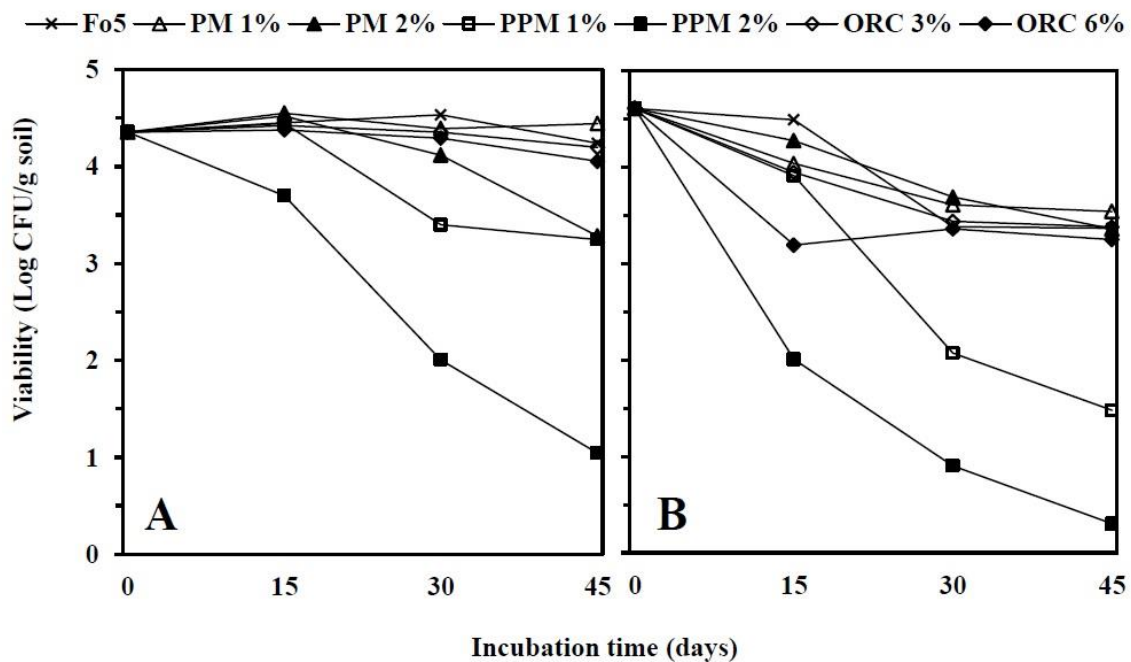 Fo5 PM 1% PM 2% PPM 1% PPM 2% ORC 3% ORC 6%
Viability (Log CFU/g soil)
5
4
3
2
1
0
A
B
0 15 30 45 0 15 30 45
Incubation time (days)